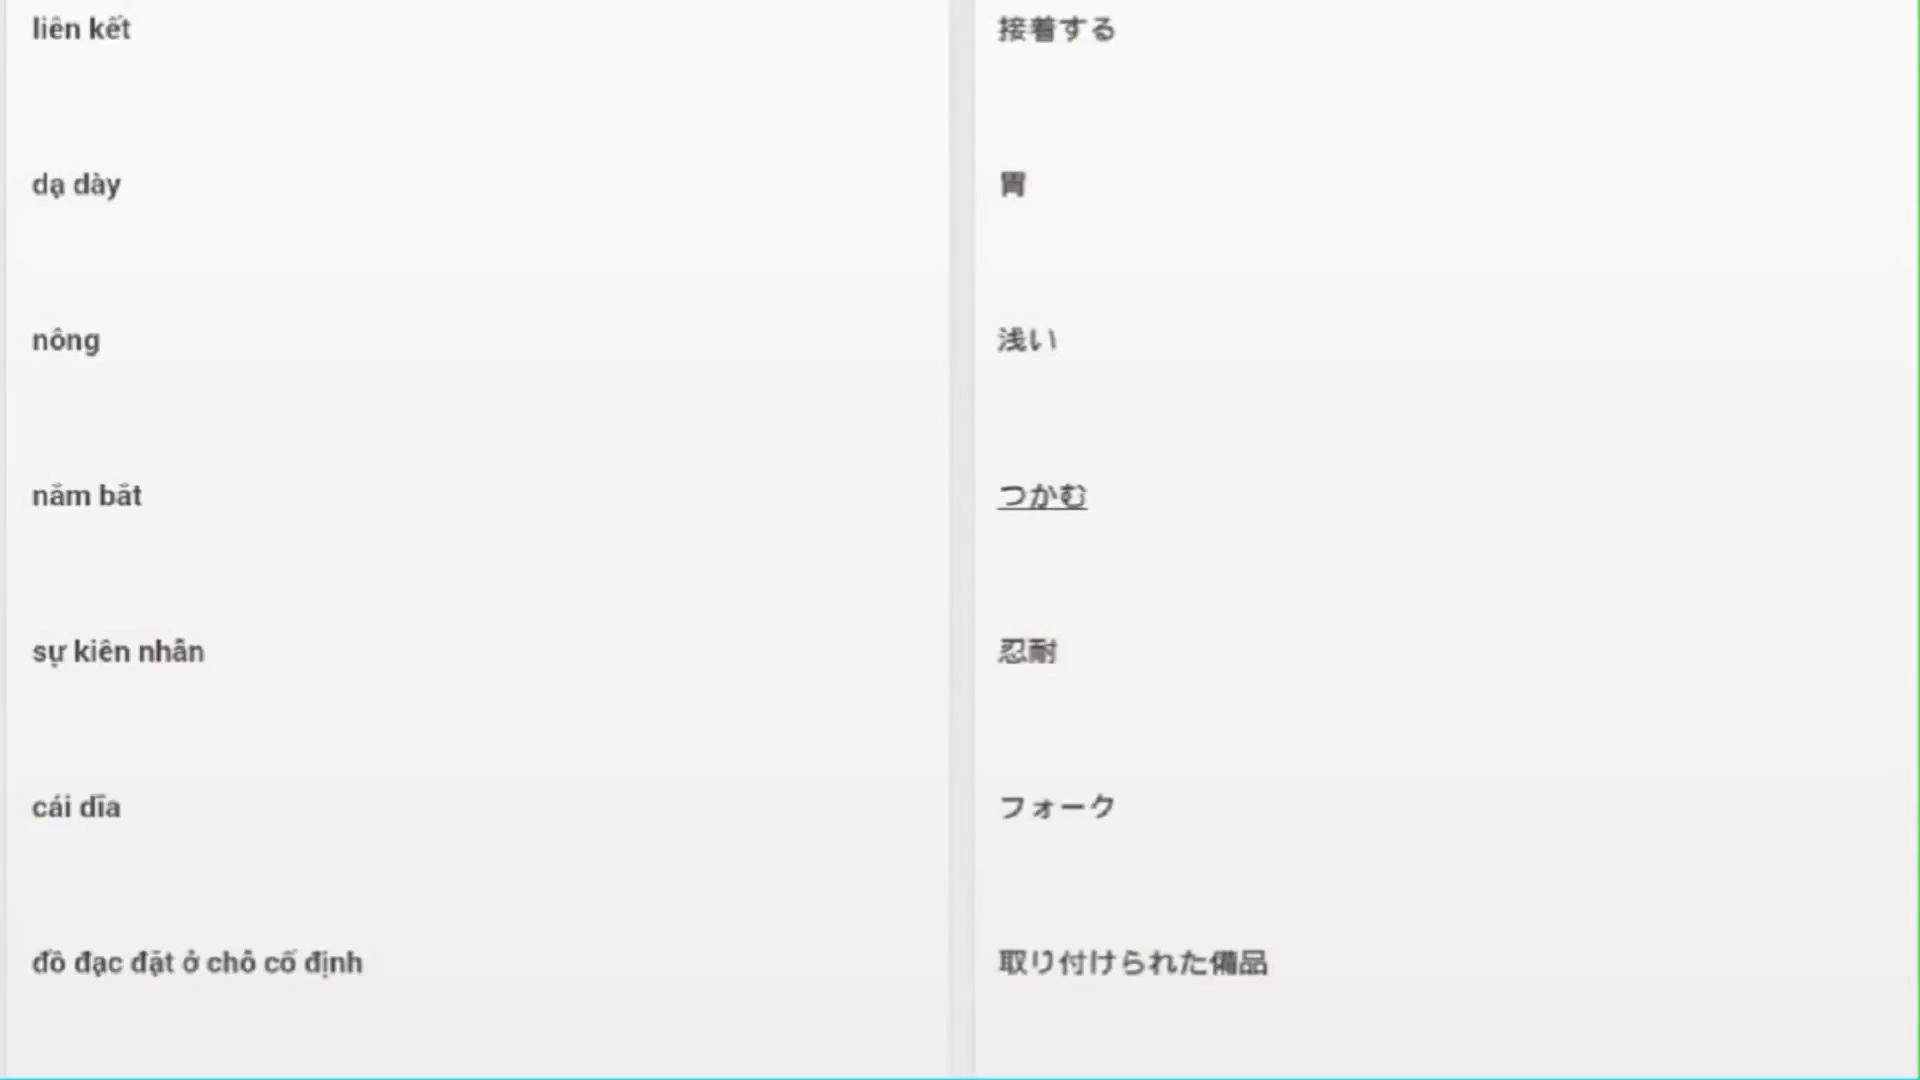 liên kết
接着する
dạ dày
胃
nông
浅い
nắm bắt
つかむ
sự kiên nhẫn
忍耐
cái dĩa
フォーク
đồ đạc đặt ở chỗ cố định
取り付けられた備品